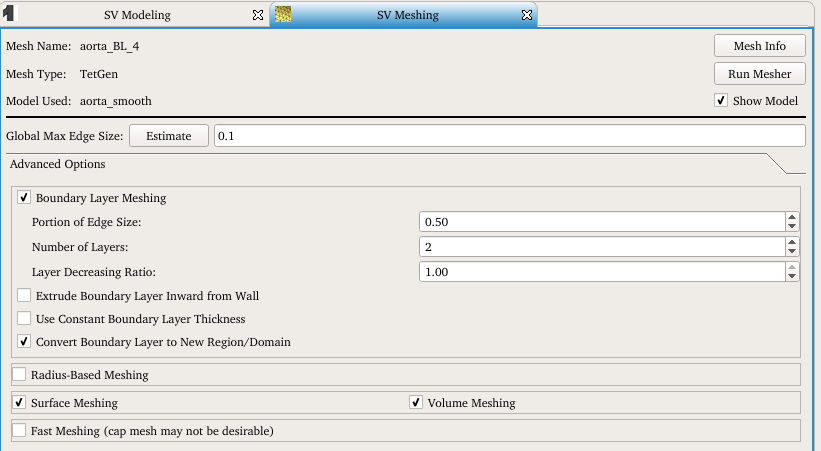 SV Modeling SV Meshing
Mesh Name: aorta_BL_4 Mesh Info
Mesh Type: TetGen Run Mesher
Model Used: aorta_smooth Show Model
Global Max Edge Size: Estimate 0.1
Advanced Options
Boundary Layer Meshing
Portion of Edge Size: 0.50
Number of Layers: 2
Layer Decreasing Ratio: 1.00
Extrude Boundary Layer Inward from Wall
Use Constant Boundary Layer Thickness
Convert Boundary Layer to New Region/Domain
Radius-Based Meshing
Surface Meshing Volume Meshing
Fast Meshing (cap mesh may not be desirable)